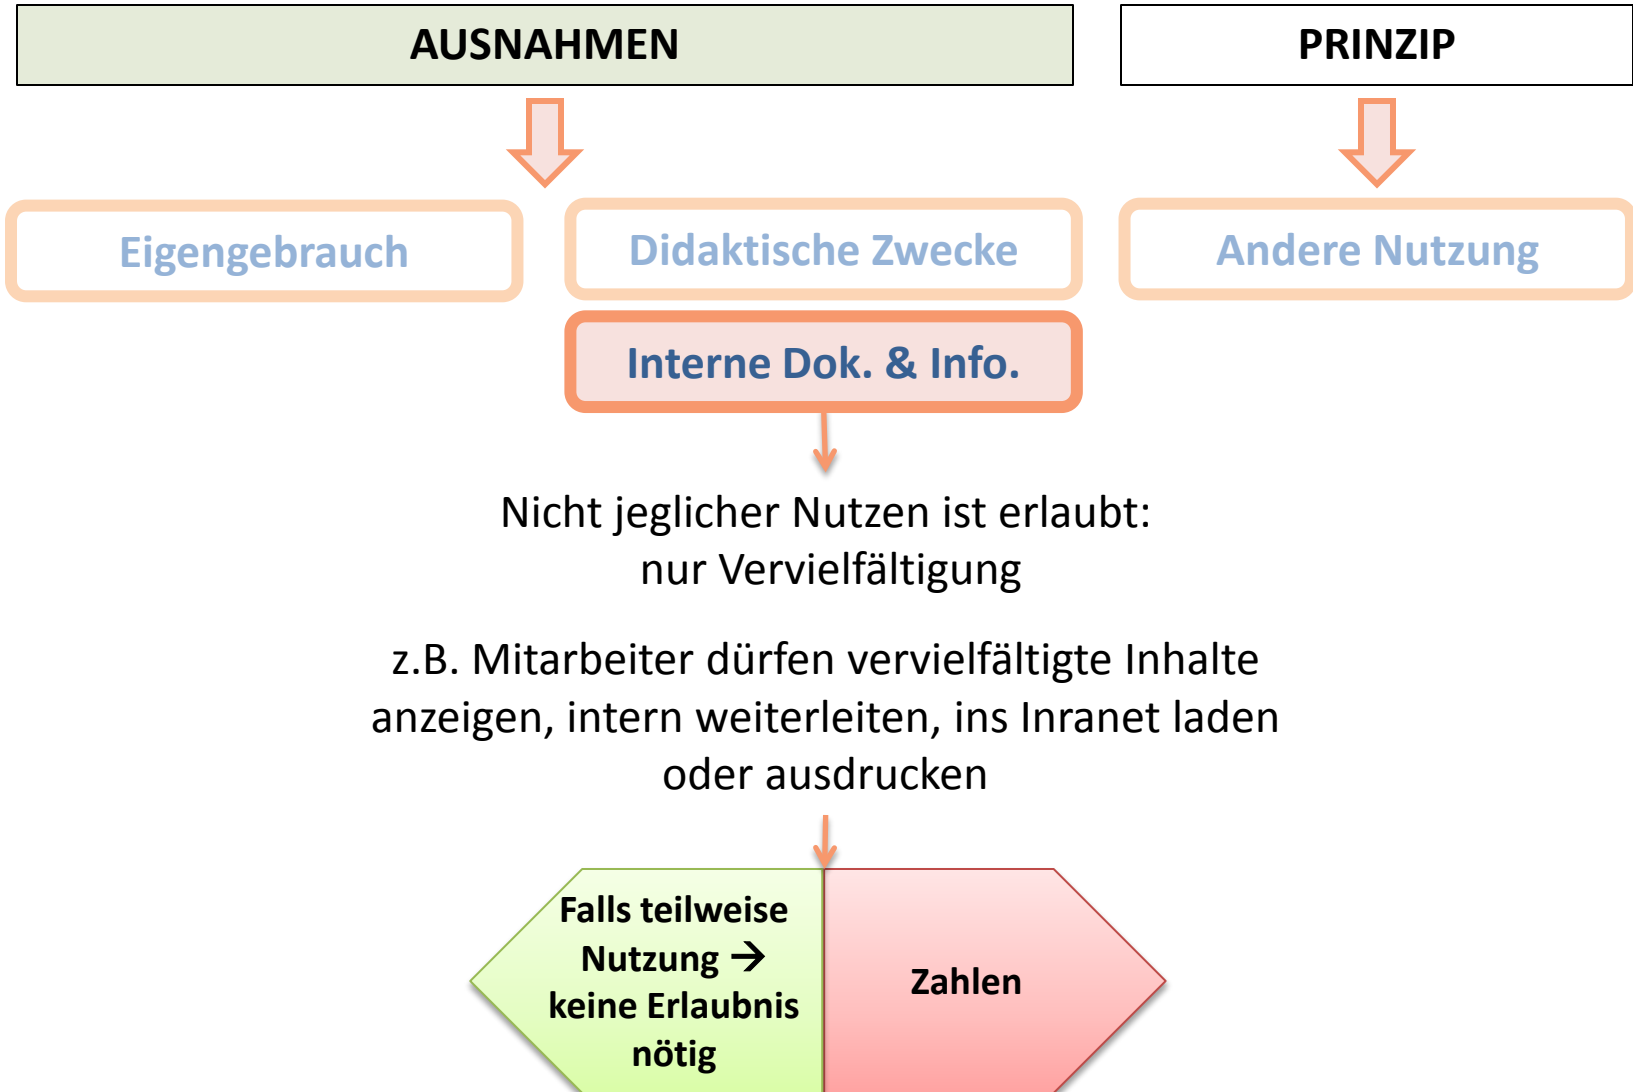 AUSNAHMEN
PRINZIP
Eigengebrauch
Didaktische Zwecke
Andere Nutzung
Interne Dok. & Info.
Nicht jeglicher Nutzen ist erlaubt:
nur Vervielfältigung
z.B. Mitarbeiter dürfen vervielfältigte Inhalte
anzeigen, intern weiterleiten, ins Inranet laden
oder ausdrucken
Falls teilweise
Nutzung →
keine Erlaubnis
nötig
Zahlen